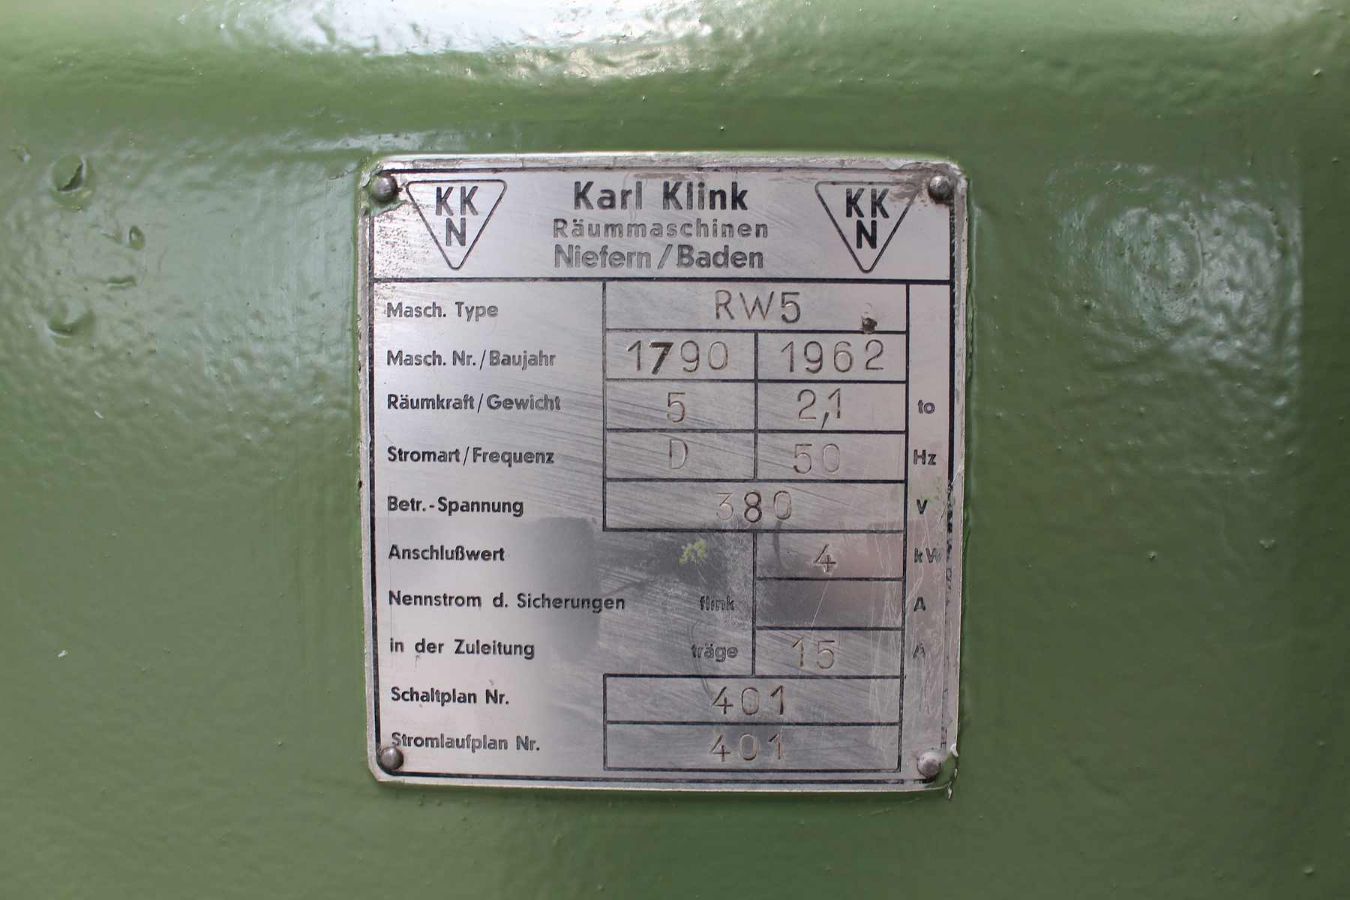 KK Karl Klink KK
N Räummaschinen N
Niefern/Baden
Masch. Type RW5
Masch. Nr./Baujahr 1790 1962
Räumkraft/Gewicht 5 2,1 to
Stromart/Frequenz D 50 Hz
Betr.-Spannung 380 V
Anschlußwert 4 kW
Nennstrom d. Sicherungen flink A
in der Zuleitung träge 15 A
Schaltplan Nr. 401
Stromlaufplan Nr. 401